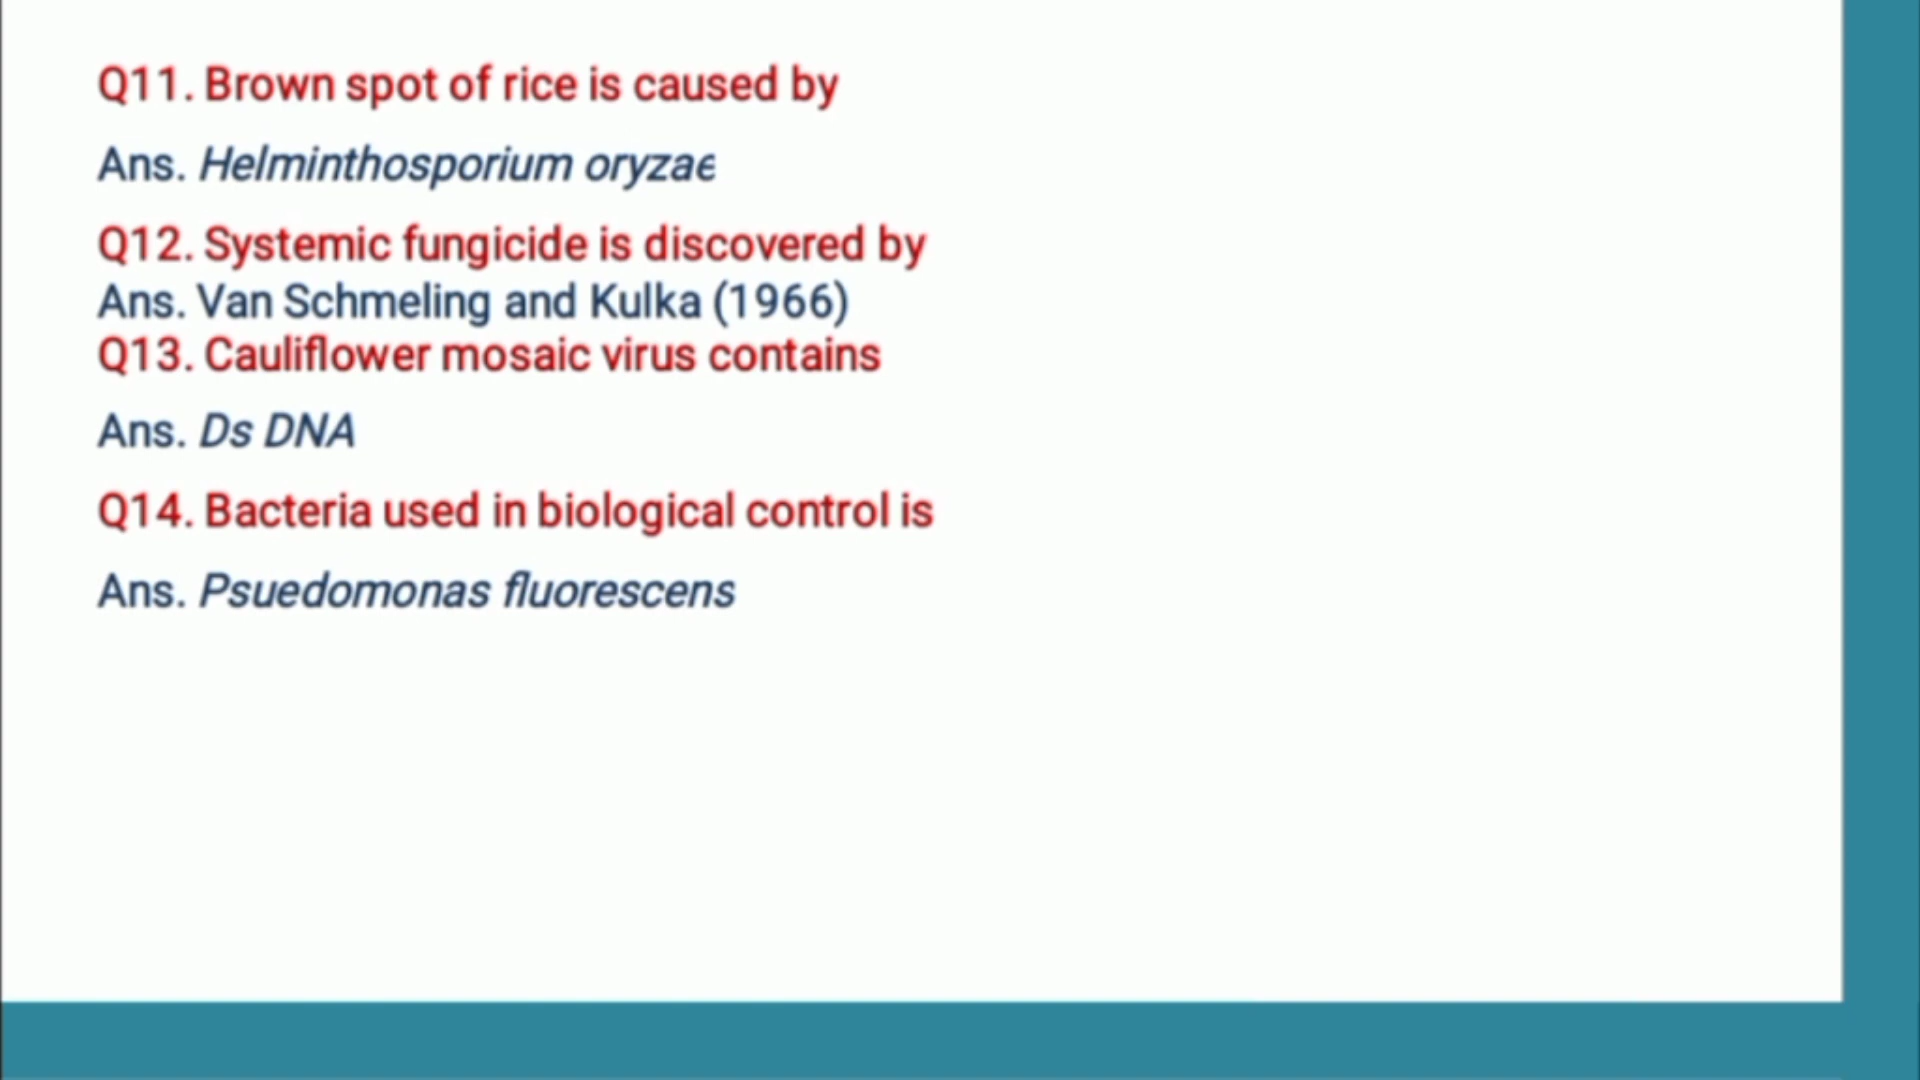 Q11. Brown spot of rice is caused by
Ans. Helminthosporium oryzae
Q12. Systemic fungicide is discovered by
Ans. Van Schmeling and Kulka (1966)
Q13. Cauliflower mosaic virus contains
Ans. Ds DNA
Q14. Bacteria used in biological control is
Ans. Psuedomonas fluorescens